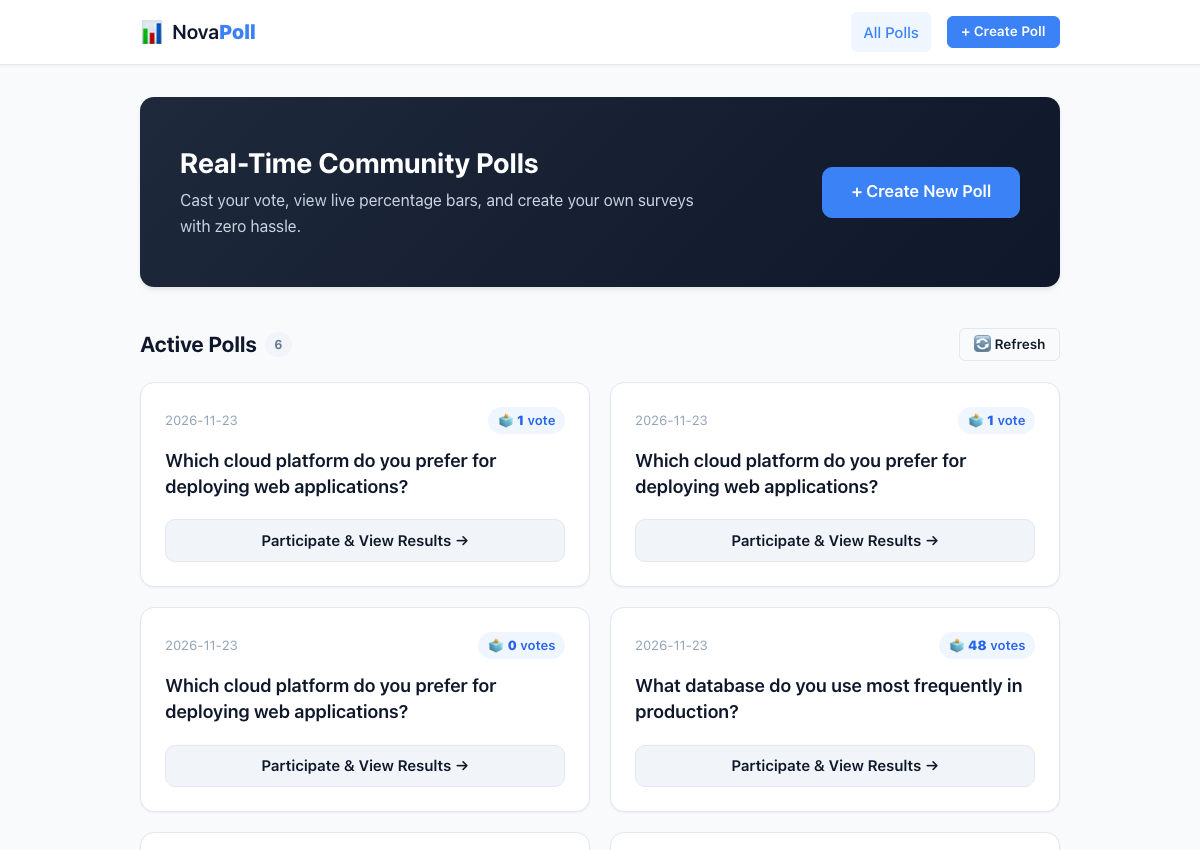 NovaPoll
All Polls
+ Create Poll
Real-Time Community Polls
Cast your vote, view live percentage bars, and create your own surveys
with zero hassle.
+ Create New Poll
Active Polls 6
Refresh
2026-11-23
1 vote
Which cloud platform do you prefer for
deploying web applications?
Participate & View Results →
2026-11-23
1 vote
Which cloud platform do you prefer for
deploying web applications?
Participate & View Results →
2026-11-23
0 votes
Which cloud platform do you prefer for
deploying web applications?
Participate & View Results →
2026-11-23
48 votes
What database do you use most frequently in
production?
Participate & View Results →